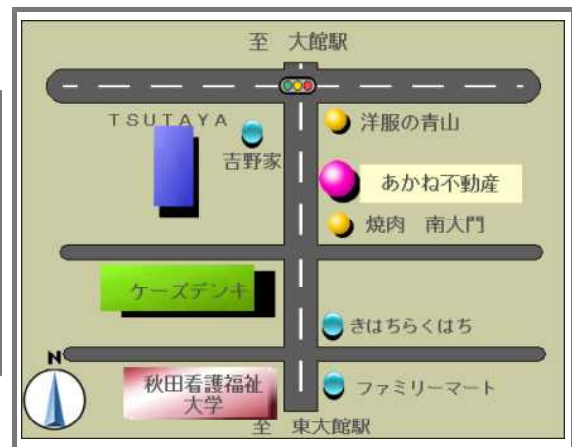 至 大館駅
TSUTAYA
洋服の青山
吉野家
あかね不動産
焼肉 南大門
ケーズデンキ
きはちらくはち
N
秋田看護福祉
大学
ファミリーマート
至 東大館駅